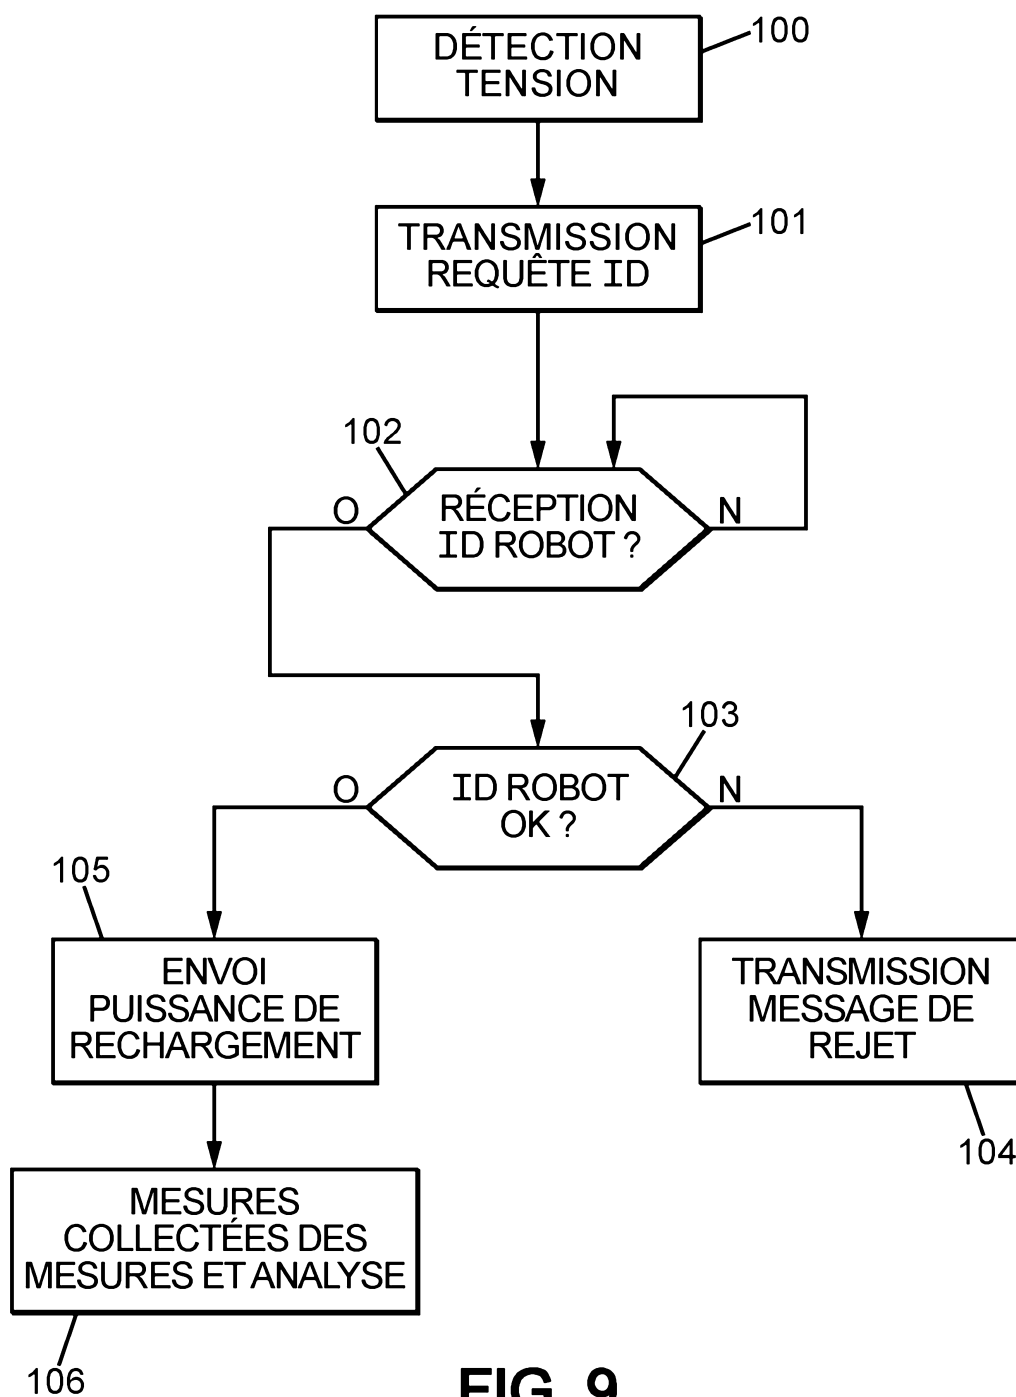 100
DÉTECTION
TENSION
101
TRANSMISSION
REQUÊTE ID
102
O
RÉCEPTION
ID ROBOT ?
N
103
O
ID ROBOT
OK ?
N
105
ENVOI
PUISSANCE DE
RECHARGEMENT
TRANSMISSION
MESSAGE DE
REJET
104
MESURES
COLLECTÉES DES
MESURES ET ANALYSE
106
FIG. 9